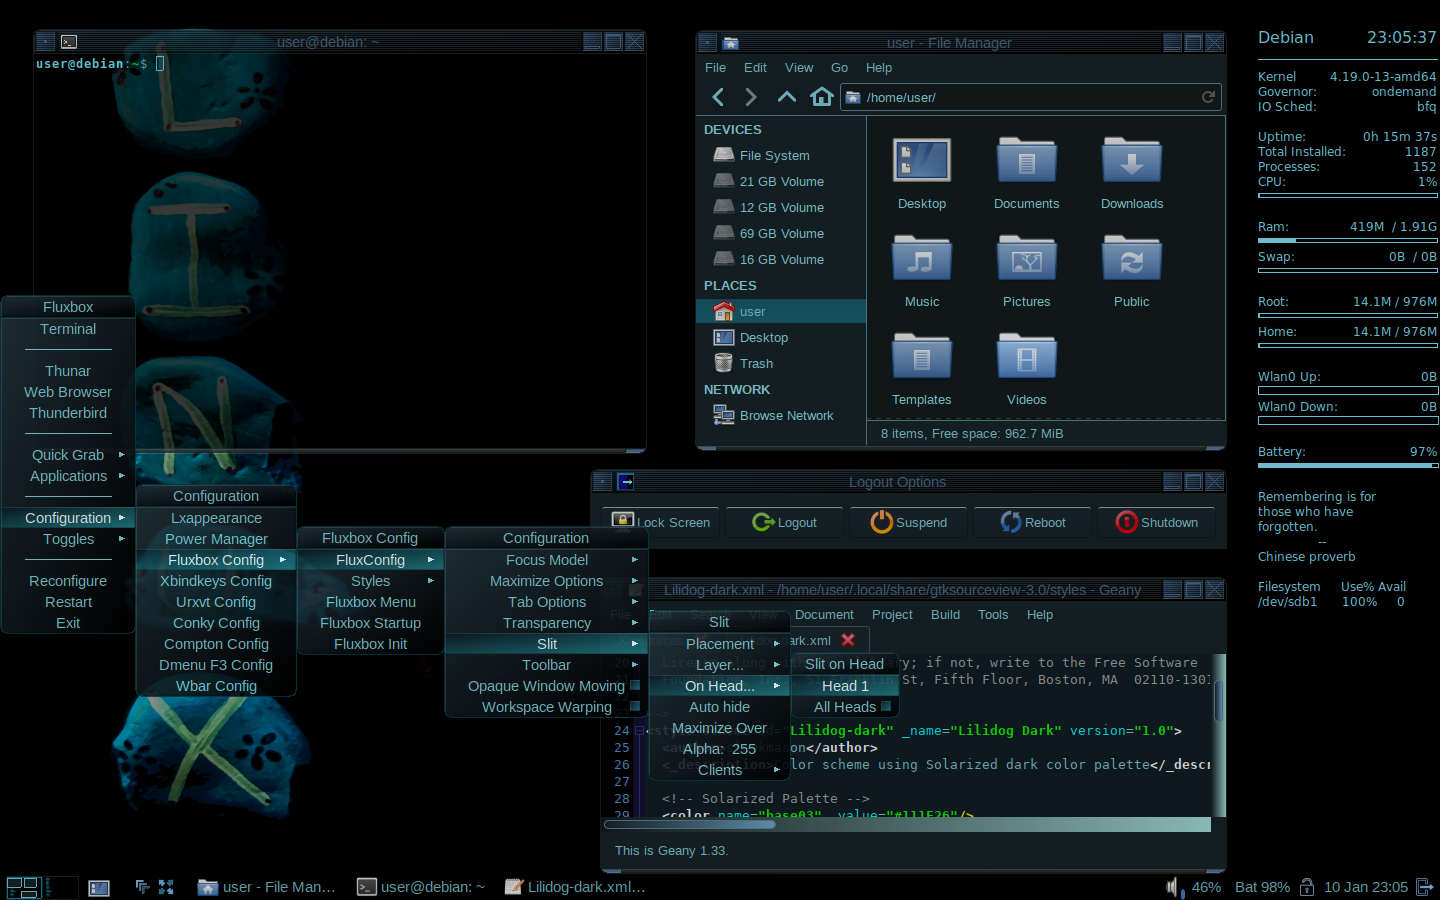 L
I
N
X
user@debian: ~
user@debian:~$
user - File Manager
File Edit View Go Help
/home/user/
DEVICES
File System
21 GB Volume
12 GB Volume
69 GB Volume
16 GB Volume
PLACES
user
Desktop
Trash
NETWORK
Browse Network
Desktop Documents Downloads
Music Pictures Public
Templates Videos
8 items, Free space: 962.7 MiB
Debian 23:05:37
Kernel 4.19.0-13-amd64
Governor: ondemand
IO Sched: bfq
Uptime: 0h 15m 37s
Total Installed: 1187
Processes: 152
CPU: 1%
Ram: 419M / 1.91G
Swap: 0B / 0B
Root: 14.1M / 976M
Home: 14.1M / 976M
Wlan0 Up: 0B
Wlan0 Down: 0B
Battery: 97%
Remembering is for
those who have
forgotten.
--
Chinese proverb
Filesystem Use% Avail
/dev/sdb1 100% 0
Fluxbox
Terminal
Thunar
Web Browser
Thunderbird
Quick Grab
Applications
Configuration
Toggles
Reconfigure
Restart
Exit
Configuration
Lxappearance
Power Manager
Fluxbox Config
Xbindkeys Config
Urxvt Config
Conky Config
Compton Config
Dmenu F3 Config
Wbar Config
Fluxbox Config
FluxConfig
Styles
Fluxbox Menu
Fluxbox Startup
Fluxbox Init
Configuration
Focus Model
Maximize Options
Tab Options
Transparency
Slit
Toolbar
Opaque Window Moving
Workspace Warping
Slit
Placement
Layer...
On Head...
Auto hide
Maximize Over
Alpha: 255
Clients
Slit on Head
Head 1
All Heads
Logout Options
Lock Screen Logout Suspend Reboot Shutdown
Lilidog-dark.xml - /home/user/.local/share/gtksourceview-3.0/styles - Geany
File Edit Search View Document Project Build Tools Help
dark.xml
; if not, write to the Free Software
St, Fifth Floor, Boston, MA 02110-1301
24 "Lilidog-dark" _name="Lilidog Dark" version="1.0">
25 </author>
26 Color scheme using Solarized dark color palette</_descr
27
28 <!-- Solarized Palette -->
29 <color name="base03" value="#111F26"/>
This is Geany 1.33.
user - File Man...
user@debian: ~
Lilidog-dark.xml...
46% Bat 98% 10 Jan 23:05